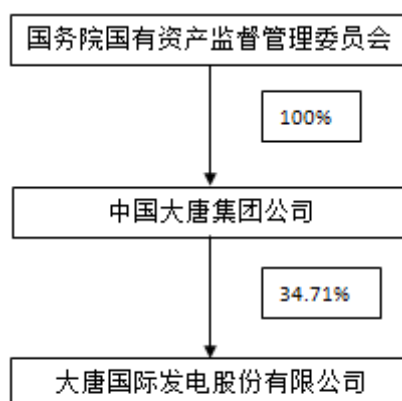 国务院国有资产监督管理委员会
100%
中国大唐集团公司
34.71%
大唐国际发电股份有限公司